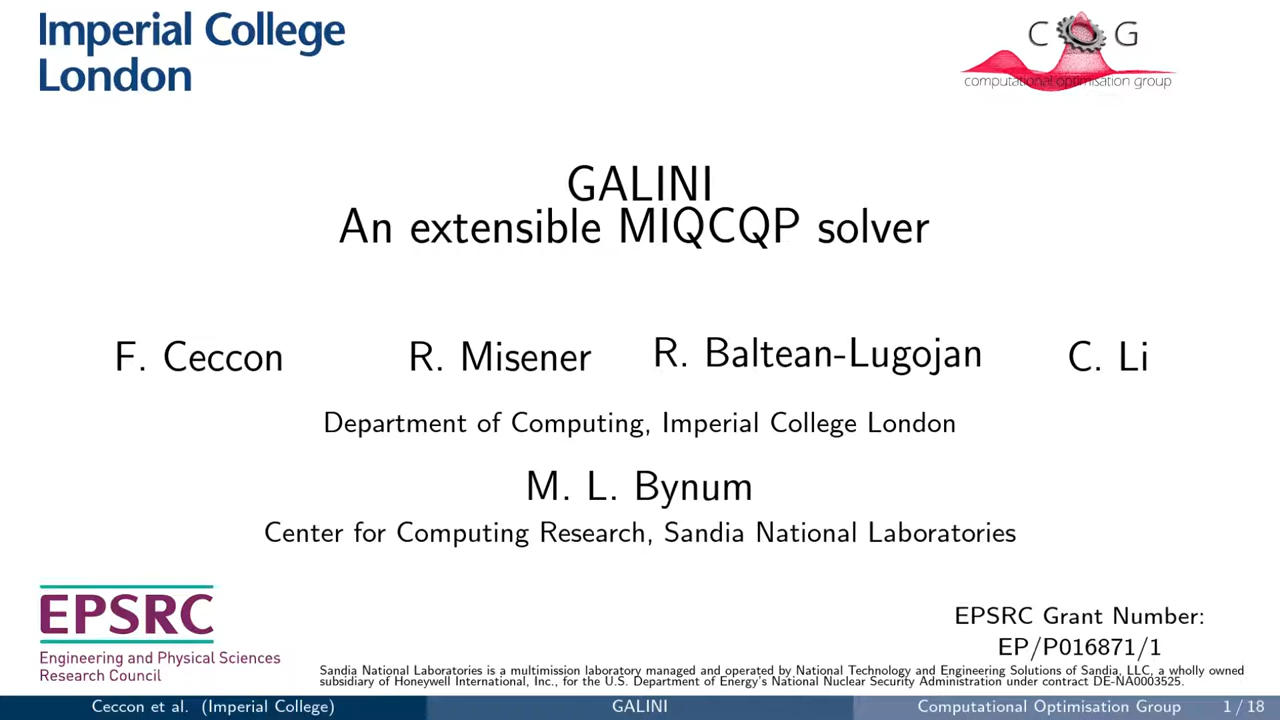 Imperial College
London
C O G
computational optimisation group
GALINI
An extensible MIQCQP solver
F. Ceccon R. Misener R. Baltean-Lugojan C. Li
Department of Computing, Imperial College London
M. L. Bynum
Center for Computing Research, Sandia National Laboratories
EPSRC
Engineering and Physical Sciences
Research Council
EPSRC Grant Number:
EP/P016871/1
Sandia National Laboratories is a multimission laboratory managed and operated by National Technology and Engineering Solutions of Sandia, LLC, a wholly owned
subsidiary of Honeywell International, Inc., for the U.S. Department of Energy's National Nuclear Security Administration under contract DE-NA0003525.
Ceccon et al. (Imperial College) GALINI Computational Optimisation Group 1 / 18